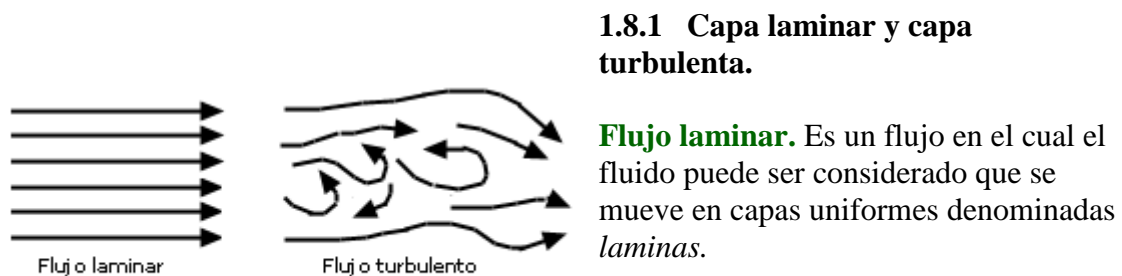 1.8.1 Capa laminar y capa
turbulenta.
Flujo laminar. Es un flujo en el cual el
fluido puede ser considerado que se
mueve en capas uniformes denominadas
laminas.
Flujo laminar
Flujo turbulento